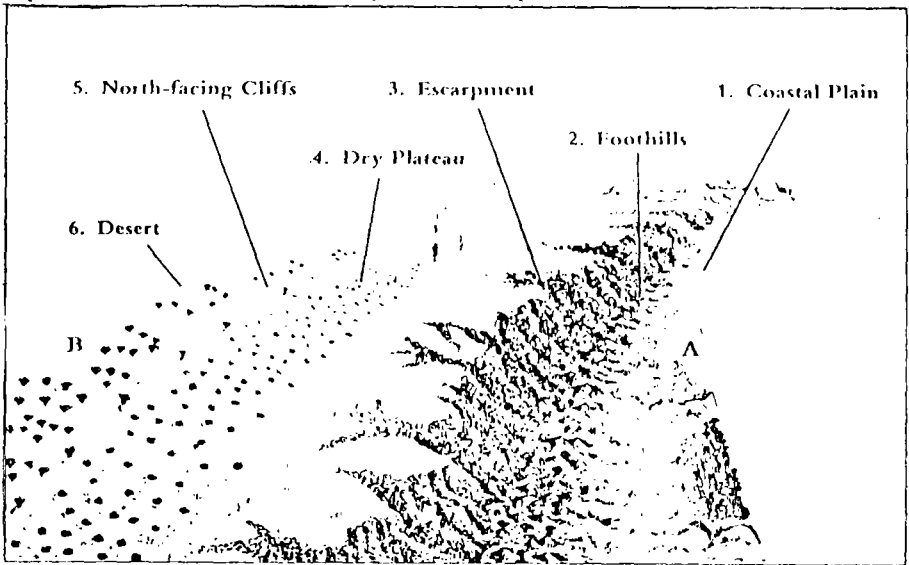 5. North-facing Cliffs
3. Escarpment
1. Coastal Plain
2. Foothills
4. Dry Plateau
6. Desert
B
A